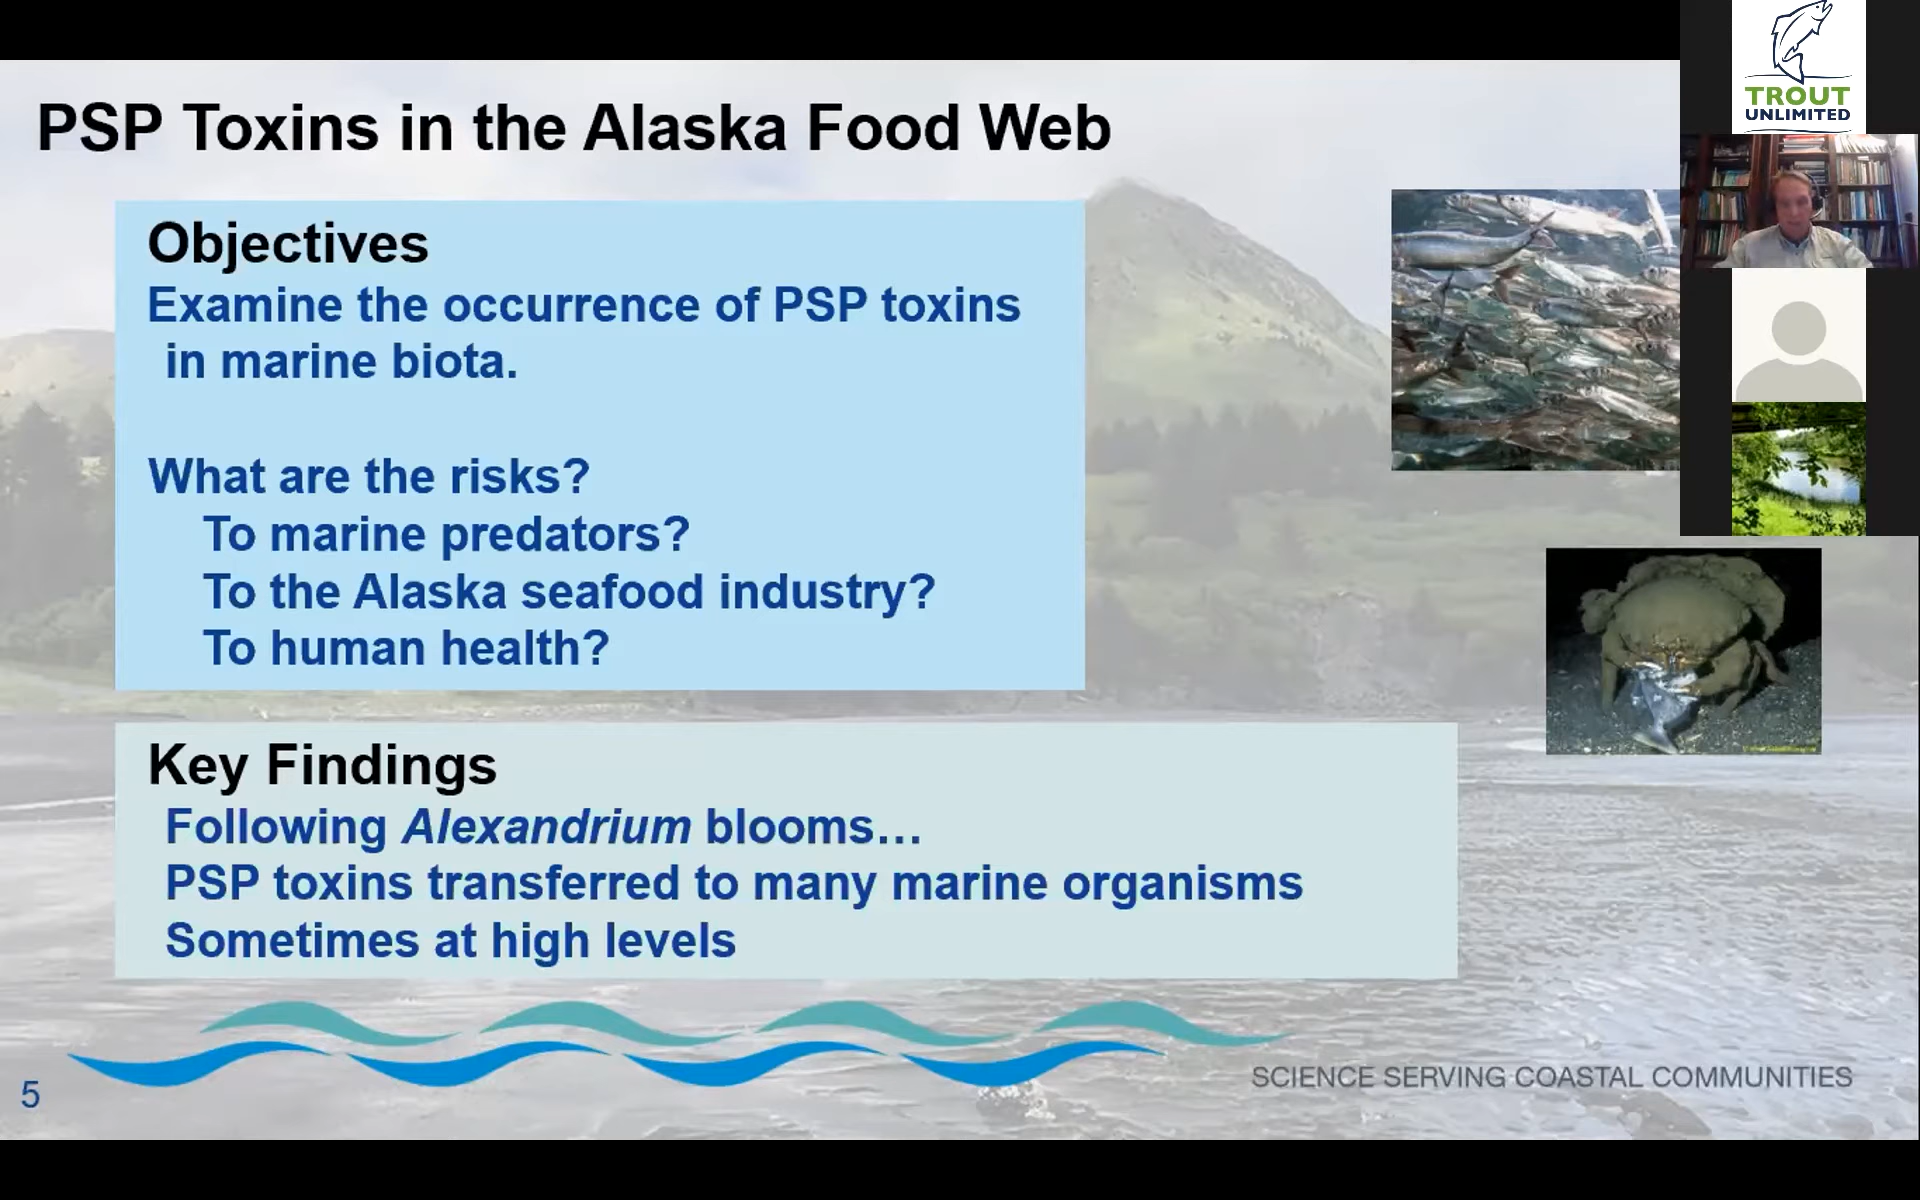 PSP Toxins in the Alaska Food Web
Objectives
Examine the occurrence of PSP toxins
in marine biota.
What are the risks?
To marine predators?
To the Alaska seafood industry?
To human health?
Key Findings
Following Alexandrium blooms…
PSP toxins transferred to many marine organisms
Sometimes at high levels
SCIENCE SERVING COASTAL COMMUNITIES
5
TROUT
UNLIMITED